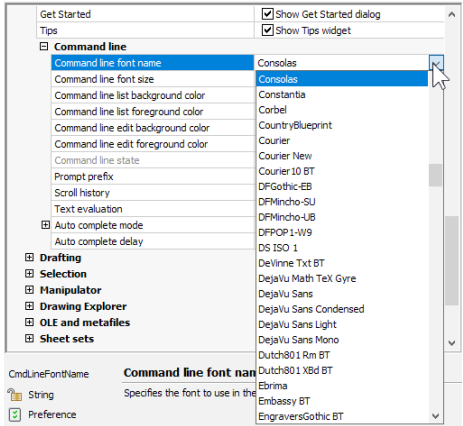 Get Started Show Get Started dialog
Tips Show Tips widget
Command line
Command line font name Consolas
Command line font size Consolas
Command line list background color Constantia
Command line list foreground color Corbel
Command line edit background color CountryBlueprint
Command line edit foreground color Courier
Command line state Courier New
Prompt prefix Courier10 BT
Scroll history DFGothic-EB
Text evaluation DFMincho-SU
Auto complete mode DFMincho-UB
Auto complete delay DFPOP1-W9
Drafting DS ISO 1
Selection DeVinne Txt BT
Manipulator DejaVu Math TeX Gyre
Drawing Explorer DejaVu Sans
OLE and metafiles DejaVu Sans Condensed
Sheet sets DejaVu Sans Light
DejaVu Sans Mono
Dutch801 Rm BT
CmdLineFontName Command line font nam
Dutch801 XBd BT
String Specifies the font to use in the
Ebrima
Embassy BT
Preference EngraversGothic BT